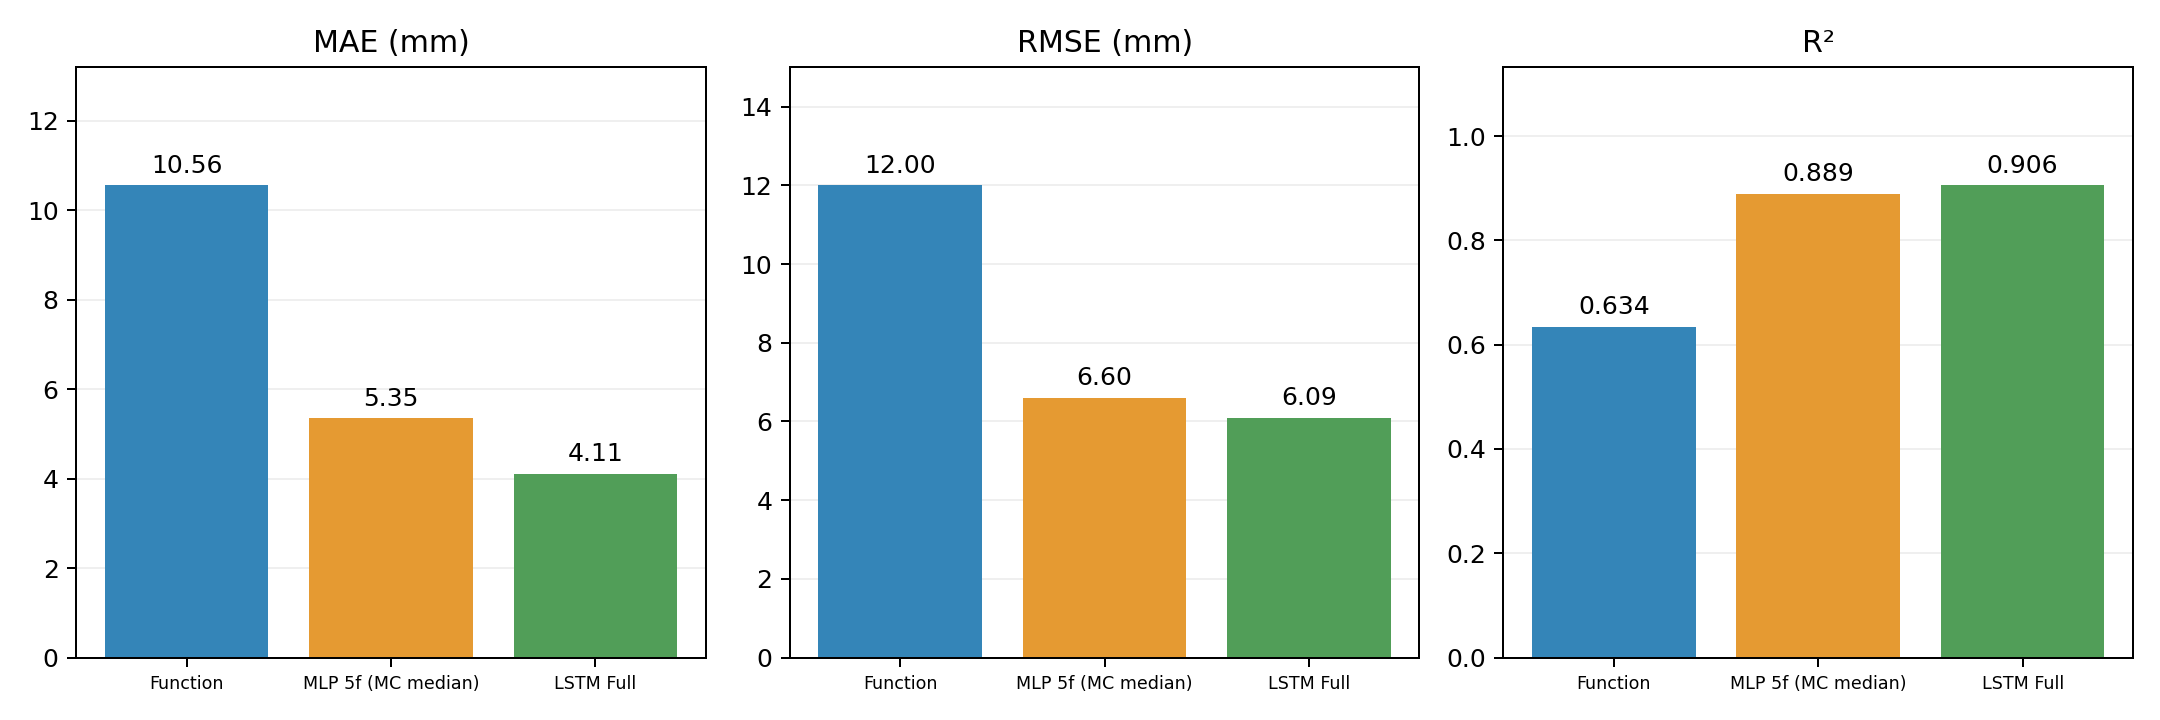 MAE (mm)
12
10
8
6
4
2
0
10.56
5.35
4.11
Function
MLP 5f (MC median)
LSTM Full
RMSE (mm)
14
12
10
8
6
4
2
0
12.00
6.60
6.09
Function
MLP 5f (MC median)
LSTM Full
R²
1.0
0.8
0.6
0.4
0.2
0.0
0.634
0.889
0.906
Function
MLP 5f (MC median)
LSTM Full